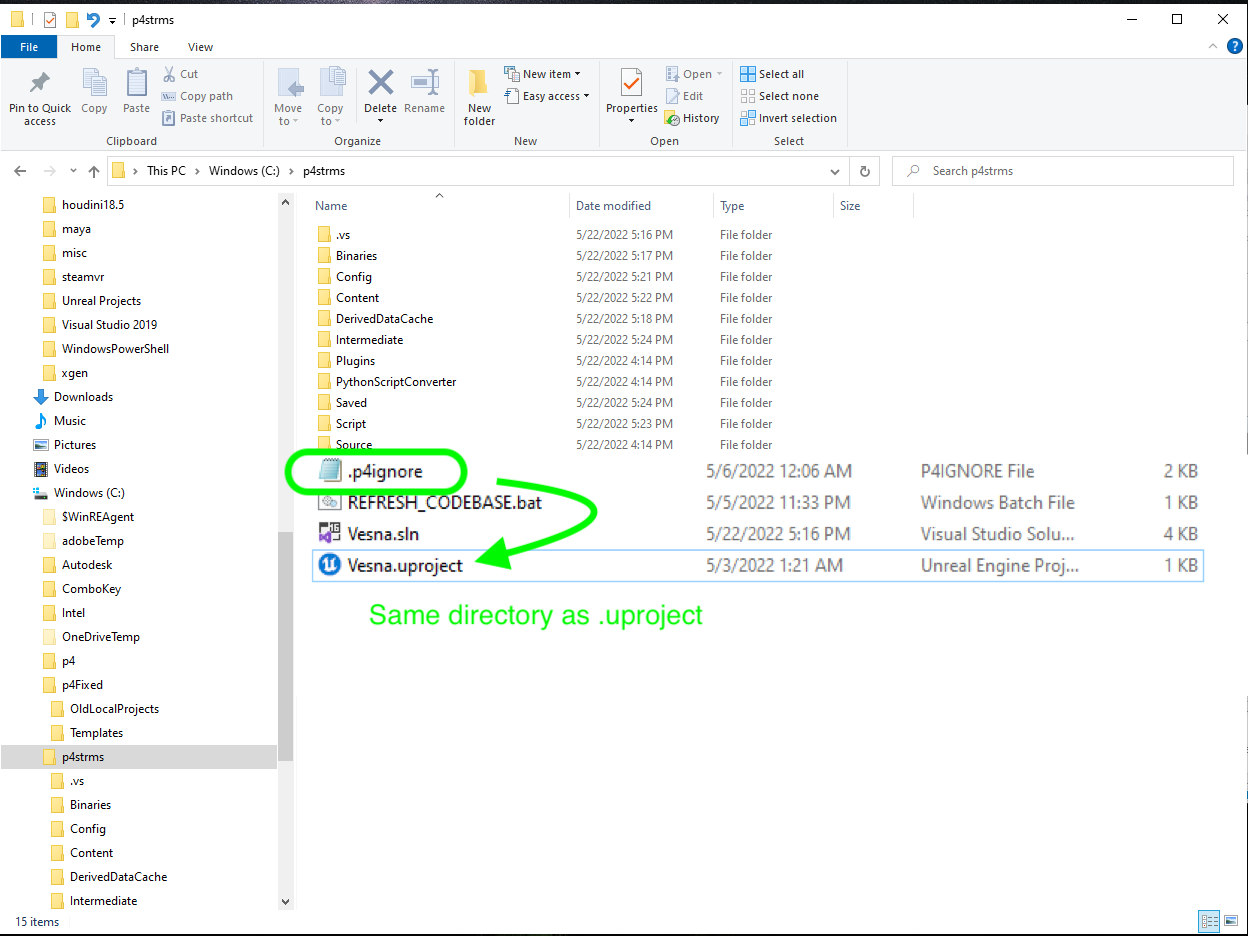 p4strms
File Home Share View
Pin to Quick access
Copy
Paste
Cut
Copy path
Paste shortcut
Clipboard
Move to
Copy to
Delete
Rename
Organize
New folder
New item
Easy access
New
Properties
Open
Edit
History
Open
Select all
Select none
Invert selection
Select
This PC > Windows (C:) > p4strms
Search p4strms
houdini18.5
maya
misc
steamvr
Unreal Projects
Visual Studio 2019
WindowsPowerShell
xgen
Downloads
Music
Pictures
Videos
Windows (C:)
$WinREAgent
adobeTemp
Autodesk
ComboKey
Intel
OneDriveTemp
p4
p4Fixed
OldLocalProjects
Templates
p4strms
.vs
Binaries
Config
Content
DerivedDataCache
Intermediate
Name Date modified Type Size
.vs 5/22/2022 5:16 PM File folder
Binaries 5/22/2022 5:17 PM File folder
Config 5/22/2022 5:21 PM File folder
Content 5/22/2022 5:22 PM File folder
DerivedDataCache 5/22/2022 5:18 PM File folder
Intermediate 5/22/2022 5:24 PM File folder
Plugins 5/22/2022 4:14 PM File folder
PythonScriptConverter 5/22/2022 4:14 PM File folder
Saved 5/22/2022 5:24 PM File folder
Script 5/22/2022 5:23 PM File folder
Source 5/22/2022 4:14 PM File folder
.p4ignore 5/6/2022 12:06 AM P4IGNORE File 2 KB
REFRESH_CODEBASE.bat 5/5/2022 11:33 PM Windows Batch File 1 KB
Vesna.sln 5/22/2022 5:16 PM Visual Studio Solu... 4 KB
Vesna.uproject 5/3/2022 1:21 AM Unreal Engine Proj... 1 KB
Same directory as .uproject
15 items